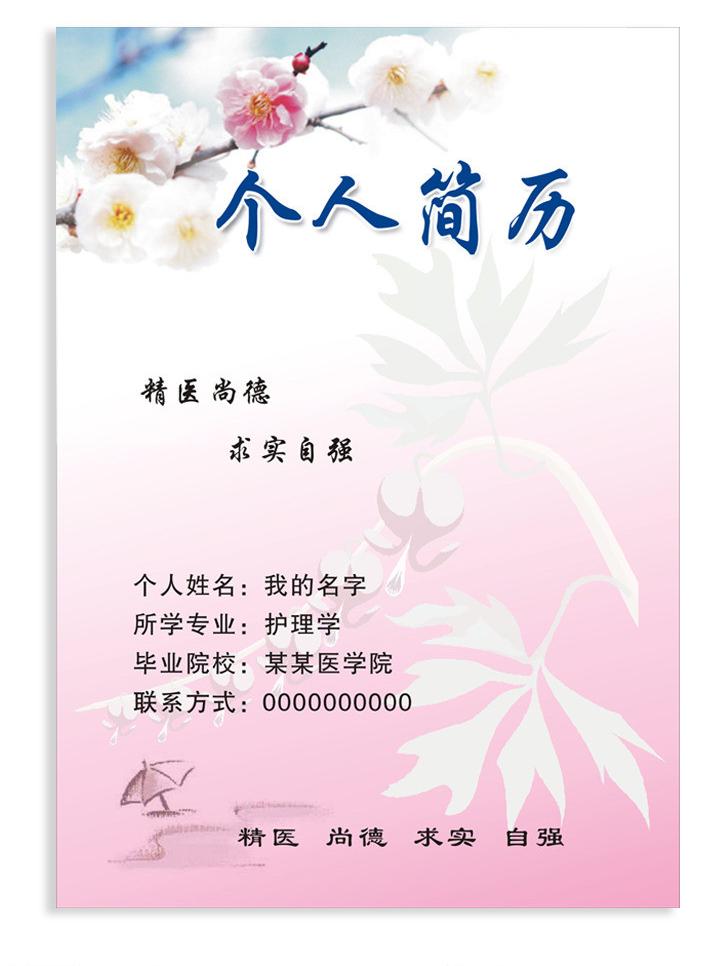 个人简历
精医尚德
求实自强
个人姓名：我的名字
所学专业：护理学
毕业院校：某某医学院
联系方式：0000000000
精医 尚德 求实 自强